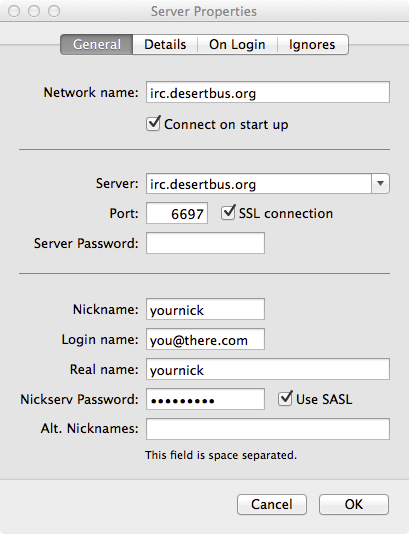 Server Properties
General Details On Login Ignores
Network name: irc.desertbus.org
Connect on start up
Server: irc.desertbus.org
Port: 6697 SSL connection
Server Password:
Nickname: yournick
Login name: you@there.com
Real name: yournick
Nickserv Password: ••••••••• Use SASL
Alt. Nicknames:
This field is space separated.
Cancel OK